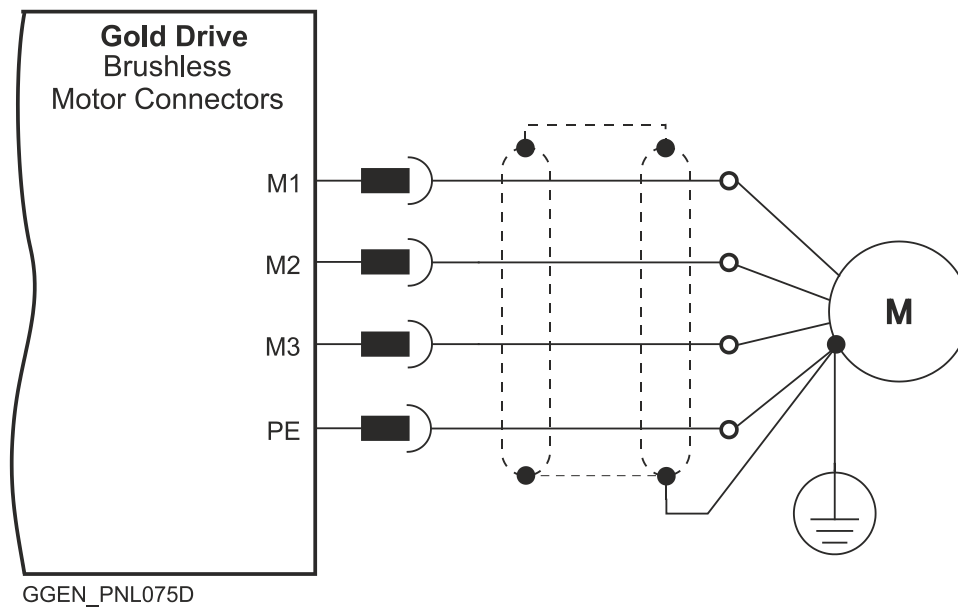 Gold Drive
Brushless
Motor Connectors
M1
M2
M3
PE
M
GGEN_PNL075D